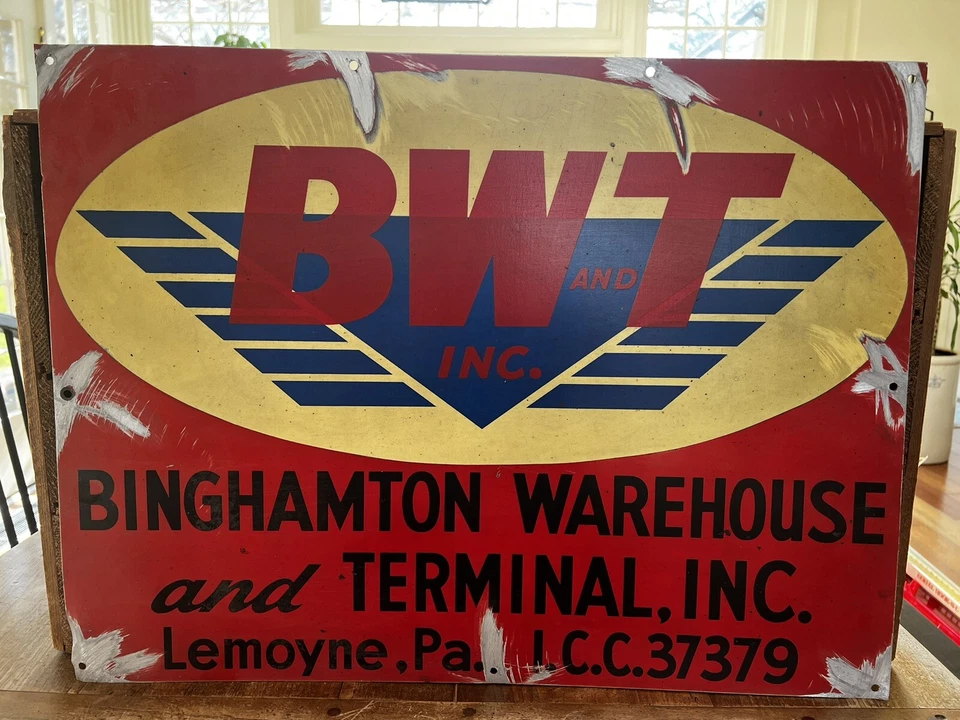 BWT
AND
INC.
BINGHAMTON WAREHOUSE
and TERMINAL, INC.
Lemoyne, Pa. I.C.C. 37379